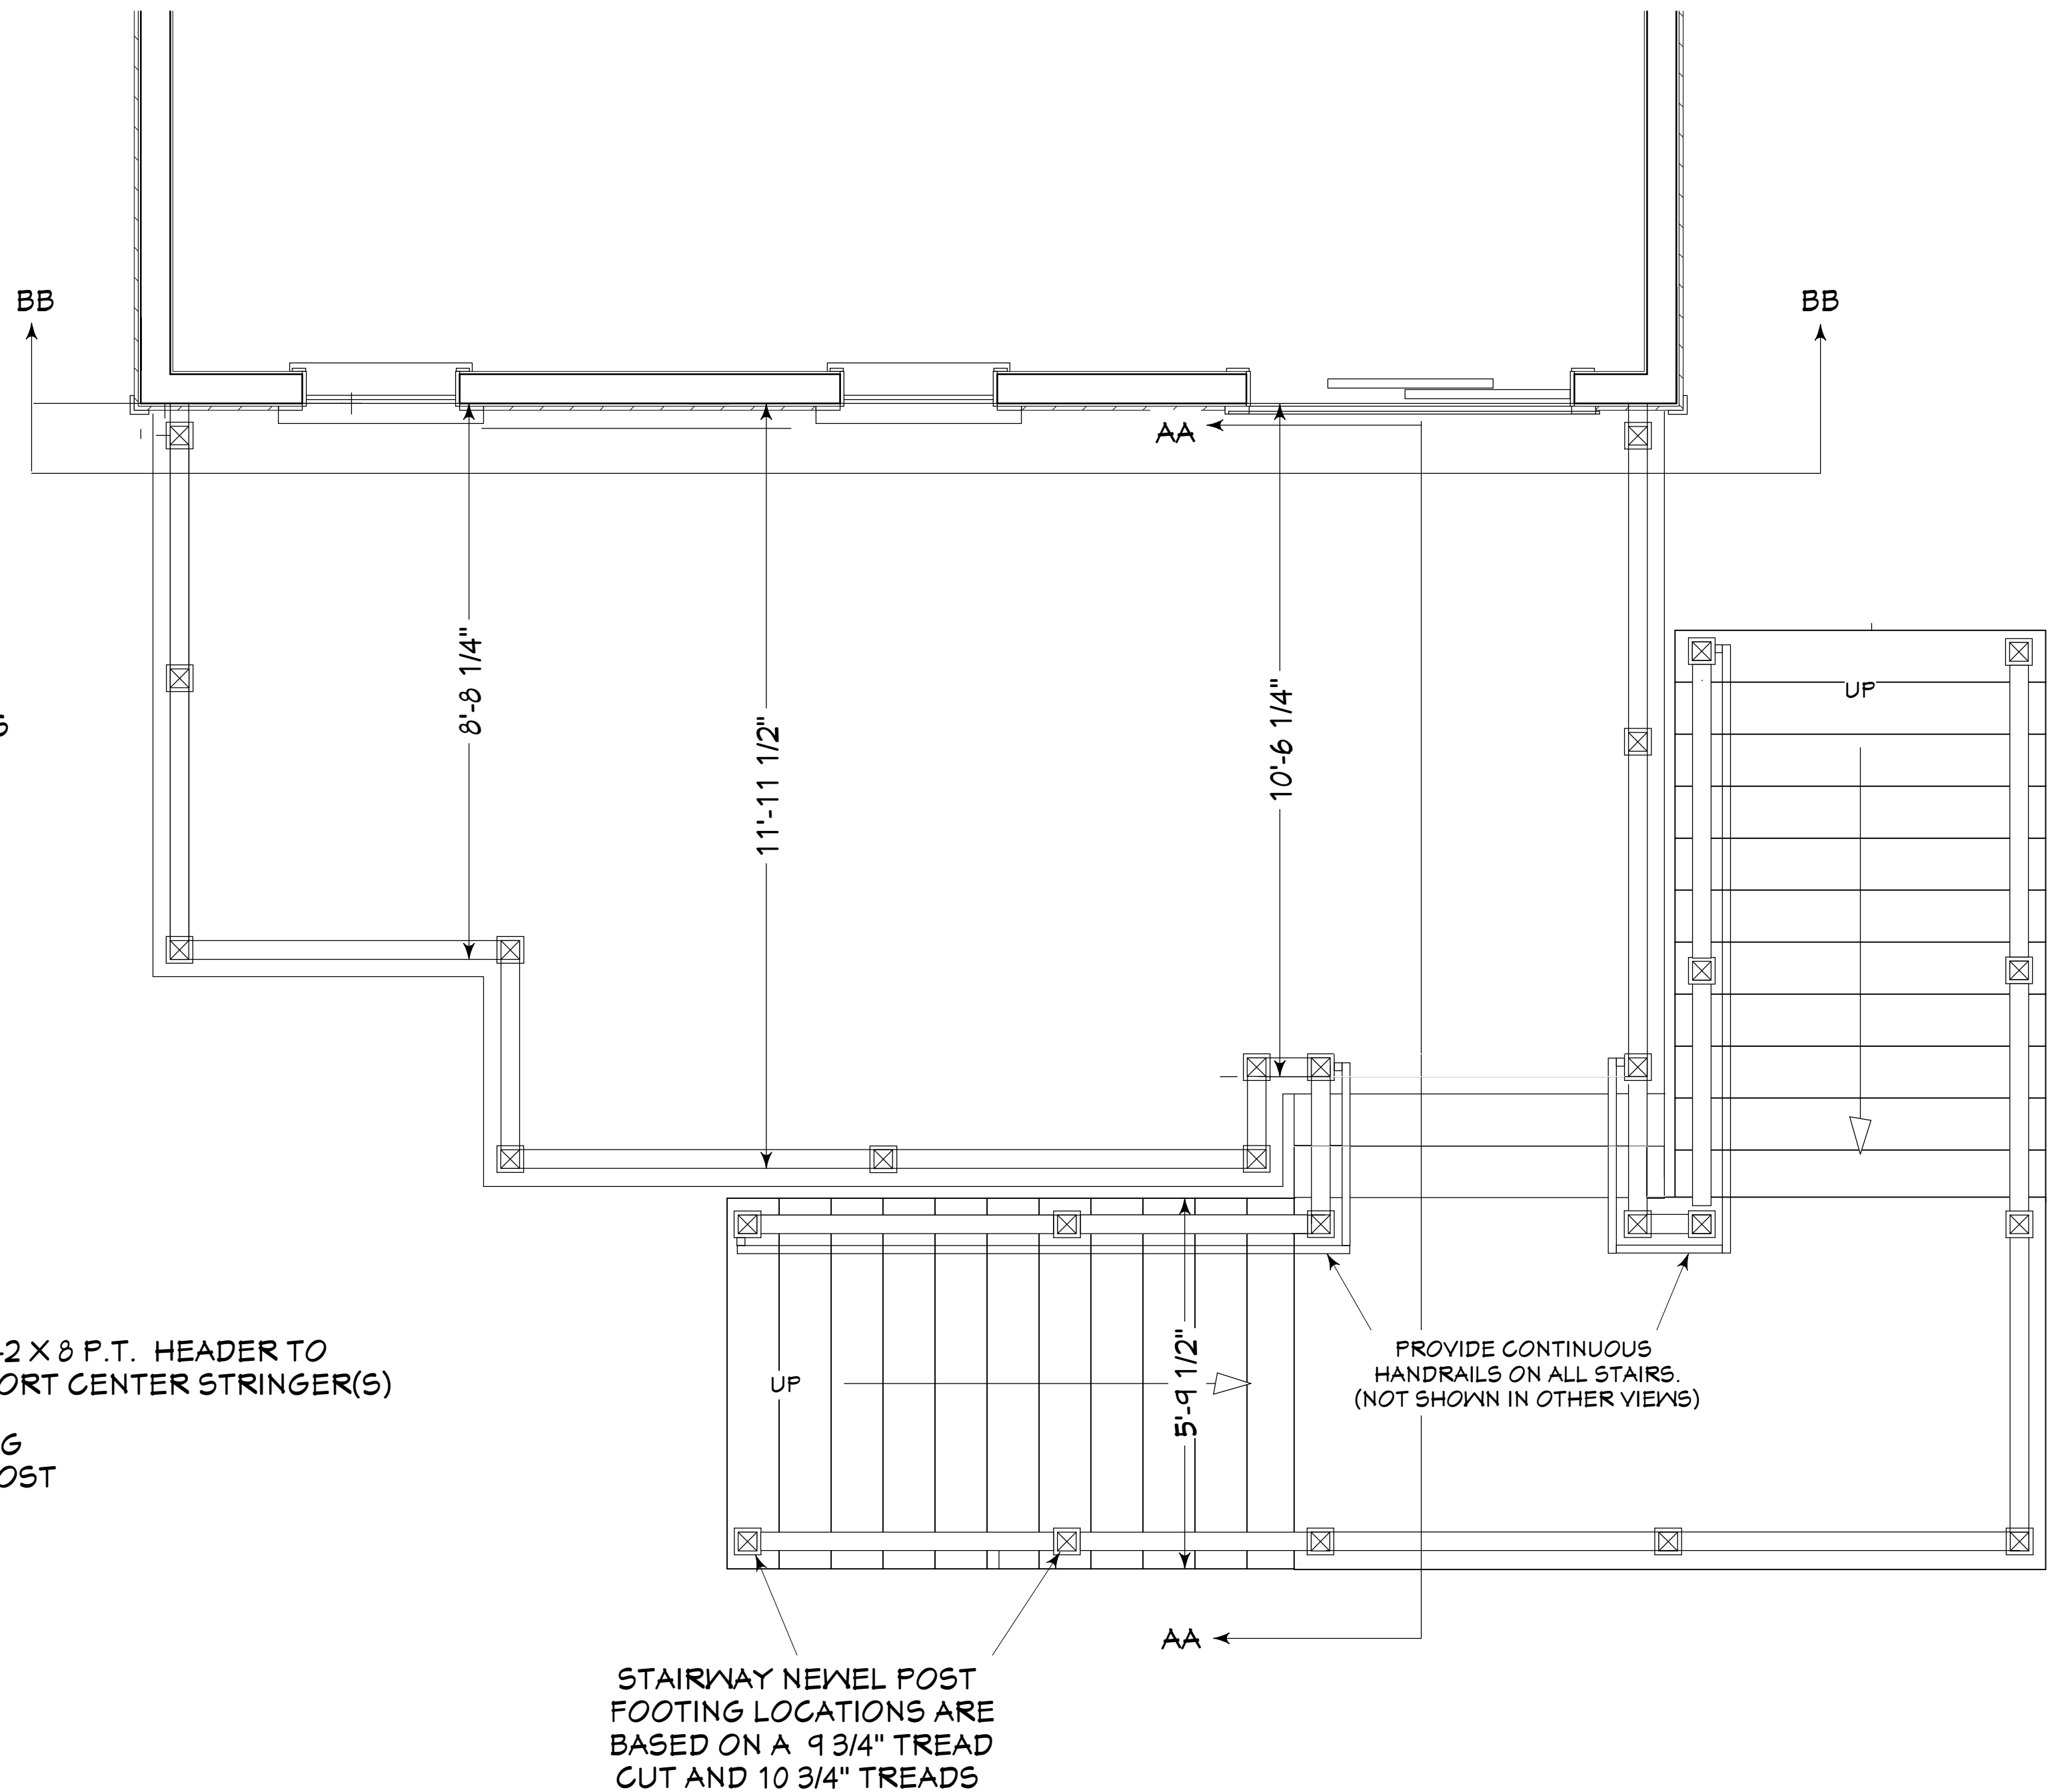 BB
BB
AA
8'-8 1/4"
11'-11 1/2"
10'-6 1/4"
UP
S
-2 X 8 P.T. HEADER TO
ORT CENTER STRINGER(S)
G
OST
UP
5'-9 1/2"
PROVIDE CONTINUOUS
HANDRAILS ON ALL STAIRS.
(NOT SHOWN IN OTHER VIEWS)
AA
STAIRWAY NEWEL POST
FOOTING LOCATIONS ARE
BASED ON A 9 3/4" TREAD
CUT AND 10 3/4" TREADS